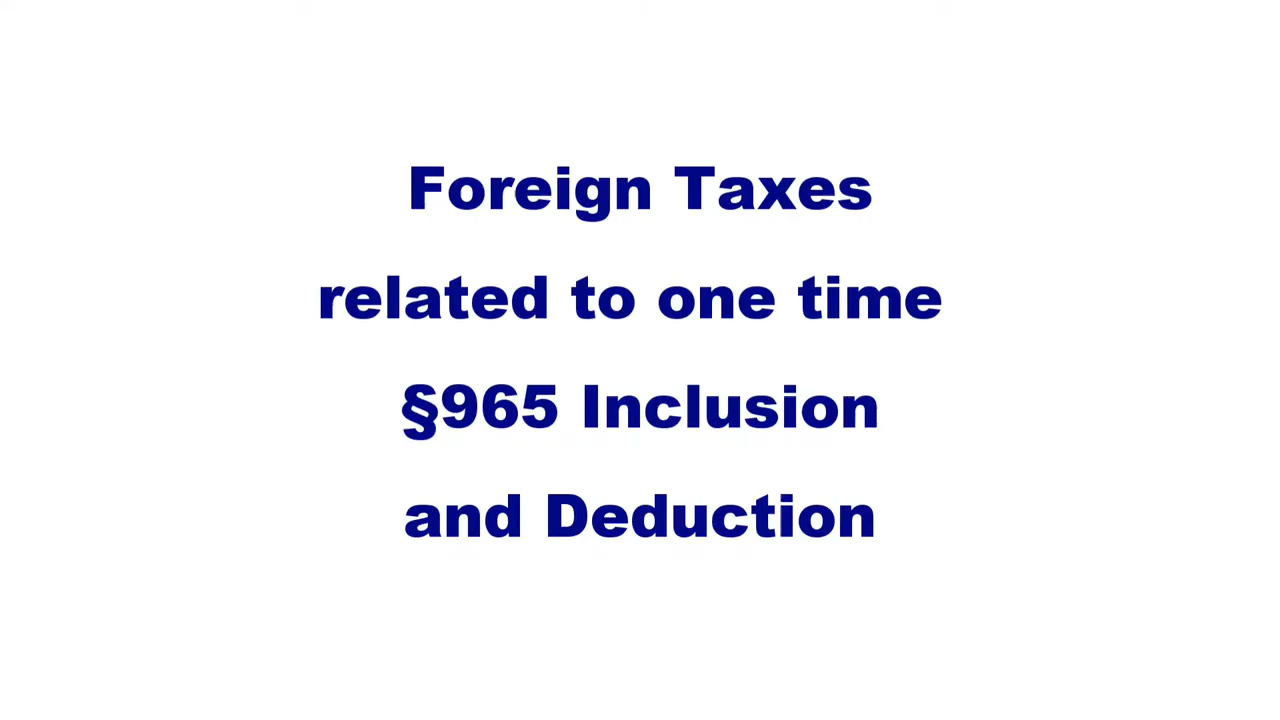 Foreign Taxes
related to one time
§965 Inclusion
and Deduction